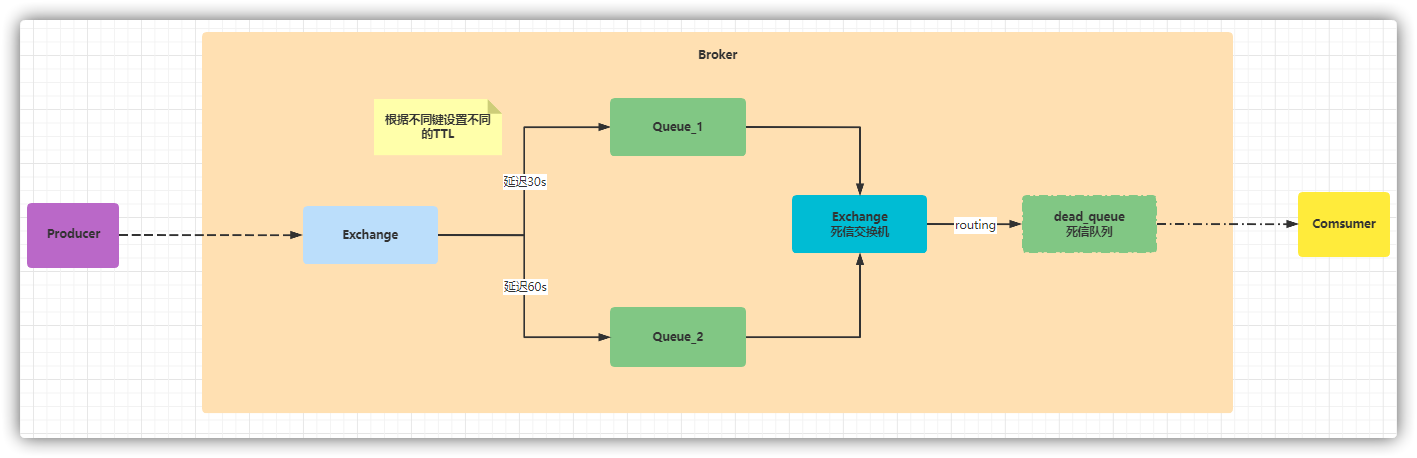 Broker
根据不同键设置不同
的TTL
Queue_1
延迟30s
Producer
Exchange
Exchange
死信交换机
routing
dead_queue
死信队列
Comsumer
延迟60s
Queue_2